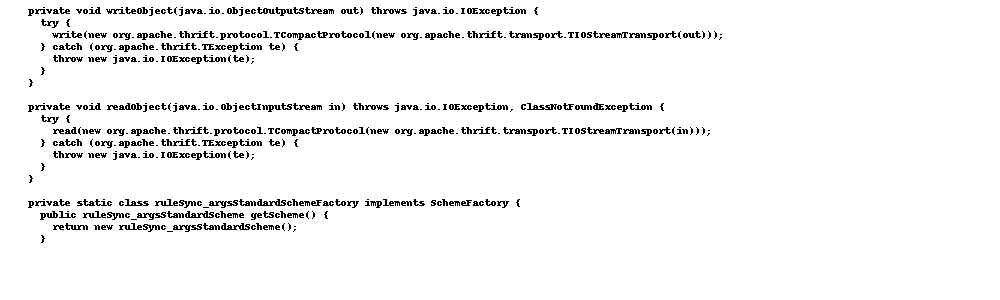 private void writeObject(java.io.ObjectOutputStream out) throws java.io.IOException {
try {
write(new org.apache.thrift.protocol.TCompactProtocol(new org.apache.thrift.transport.TIOStreamTransport(out)));
} catch (org.apache.thrift.TException te) {
throw new java.io.IOException(te);
}
}
private void readObject(java.io.ObjectInputStream in) throws java.io.IOException, ClassNotFoundException {
try {
read(new org.apache.thrift.protocol.TCompactProtocol(new org.apache.thrift.transport.TIOStreamTransport(in)));
} catch (org.apache.thrift.TException te) {
throw new java.io.IOException(te);
}
}
private static class ruleSync_argsStandardSchemeFactory implements SchemeFactory {
public ruleSync_argsStandardScheme getScheme() {
return new ruleSync_argsStandardScheme();
}